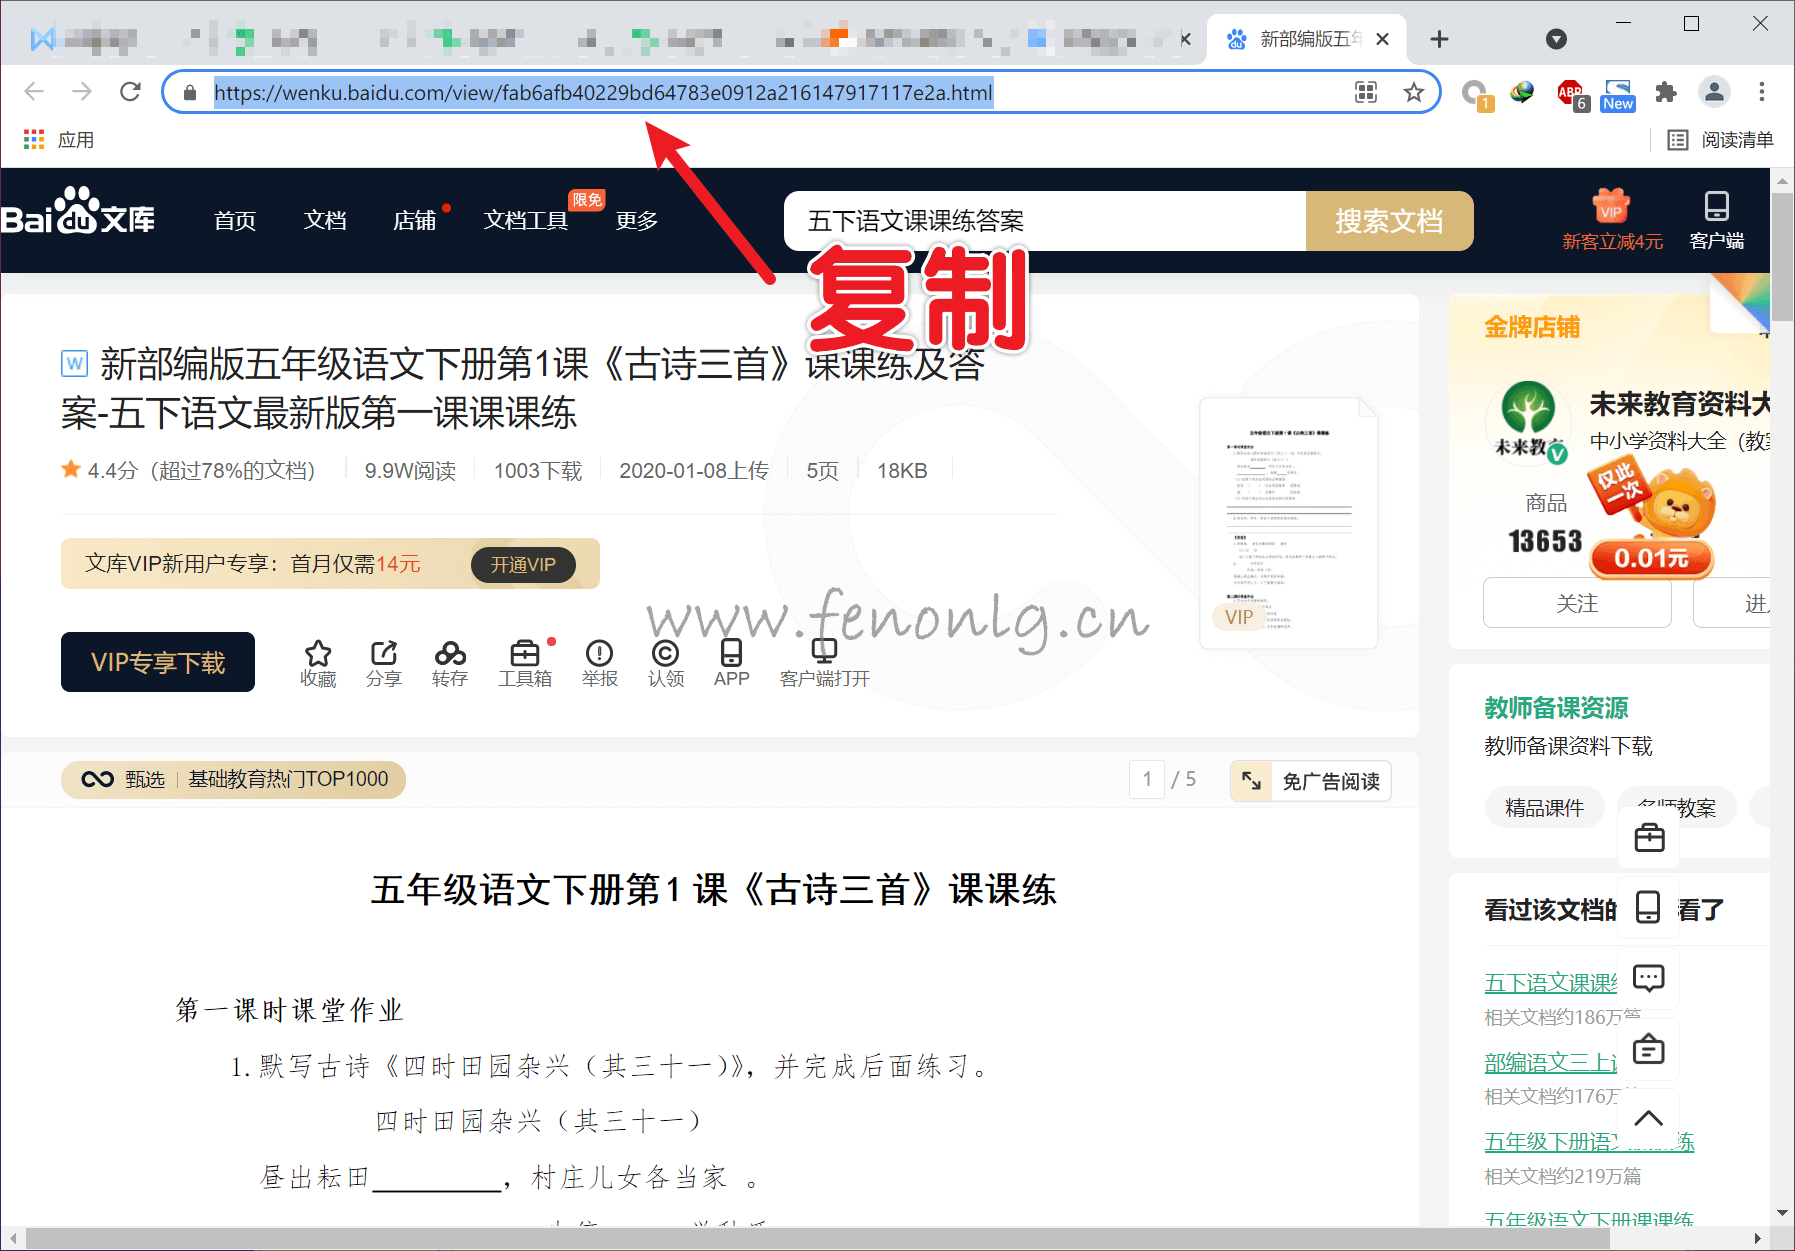 新部编版五年
https://wenku.baidu.com/view/fab6afb40229bd64783e0912a216147917117e2a.html
1
ABP
6
New
应用
阅读清单
Bai du 文库
首页
文档
店铺
文档工具
限免
更多
五下语文课课练答案
搜索文档
VIP
新客立减4元
客户端
复制
W 新部编版五年级语文下册第1课《古诗三首》课课练及答
案-五下语文最新版第一课课课练
4.4分（超过78%的文档）
9.9W阅读
1003下载
2020-01-08上传
5页
18KB
文库VIP新用户专享：首月仅需14元
开通VIP
www.fenonlg.cn
VIP
VIP专享下载
收藏
分享
转存
工具箱
举报
认领
APP
客户端打开
金牌店铺
未来教育资料大
中小学资料大全（教
未来教育
商品
13653
仅此一次
0.01元
关注
进
教师备课资源
教师备课资料下载
精品课件
名师教案
甄选
基础教育热门TOP1000
1 / 5
免广告阅读
看过该文档的
看了
五下语文课课练
相关文档约186万篇
部编语文三上
相关文档约176万
五年级下册语文
练
相关文档约219万篇
五年级语文下册课课练
五年级语文下册第1课《古诗三首》课课练
第一课时课堂作业
1.默写古诗《四时田园杂兴（其三十一)》，并完成后面练习。
四时田园杂兴（其三十一）
昼出耘田_________，村庄儿女各当家 。